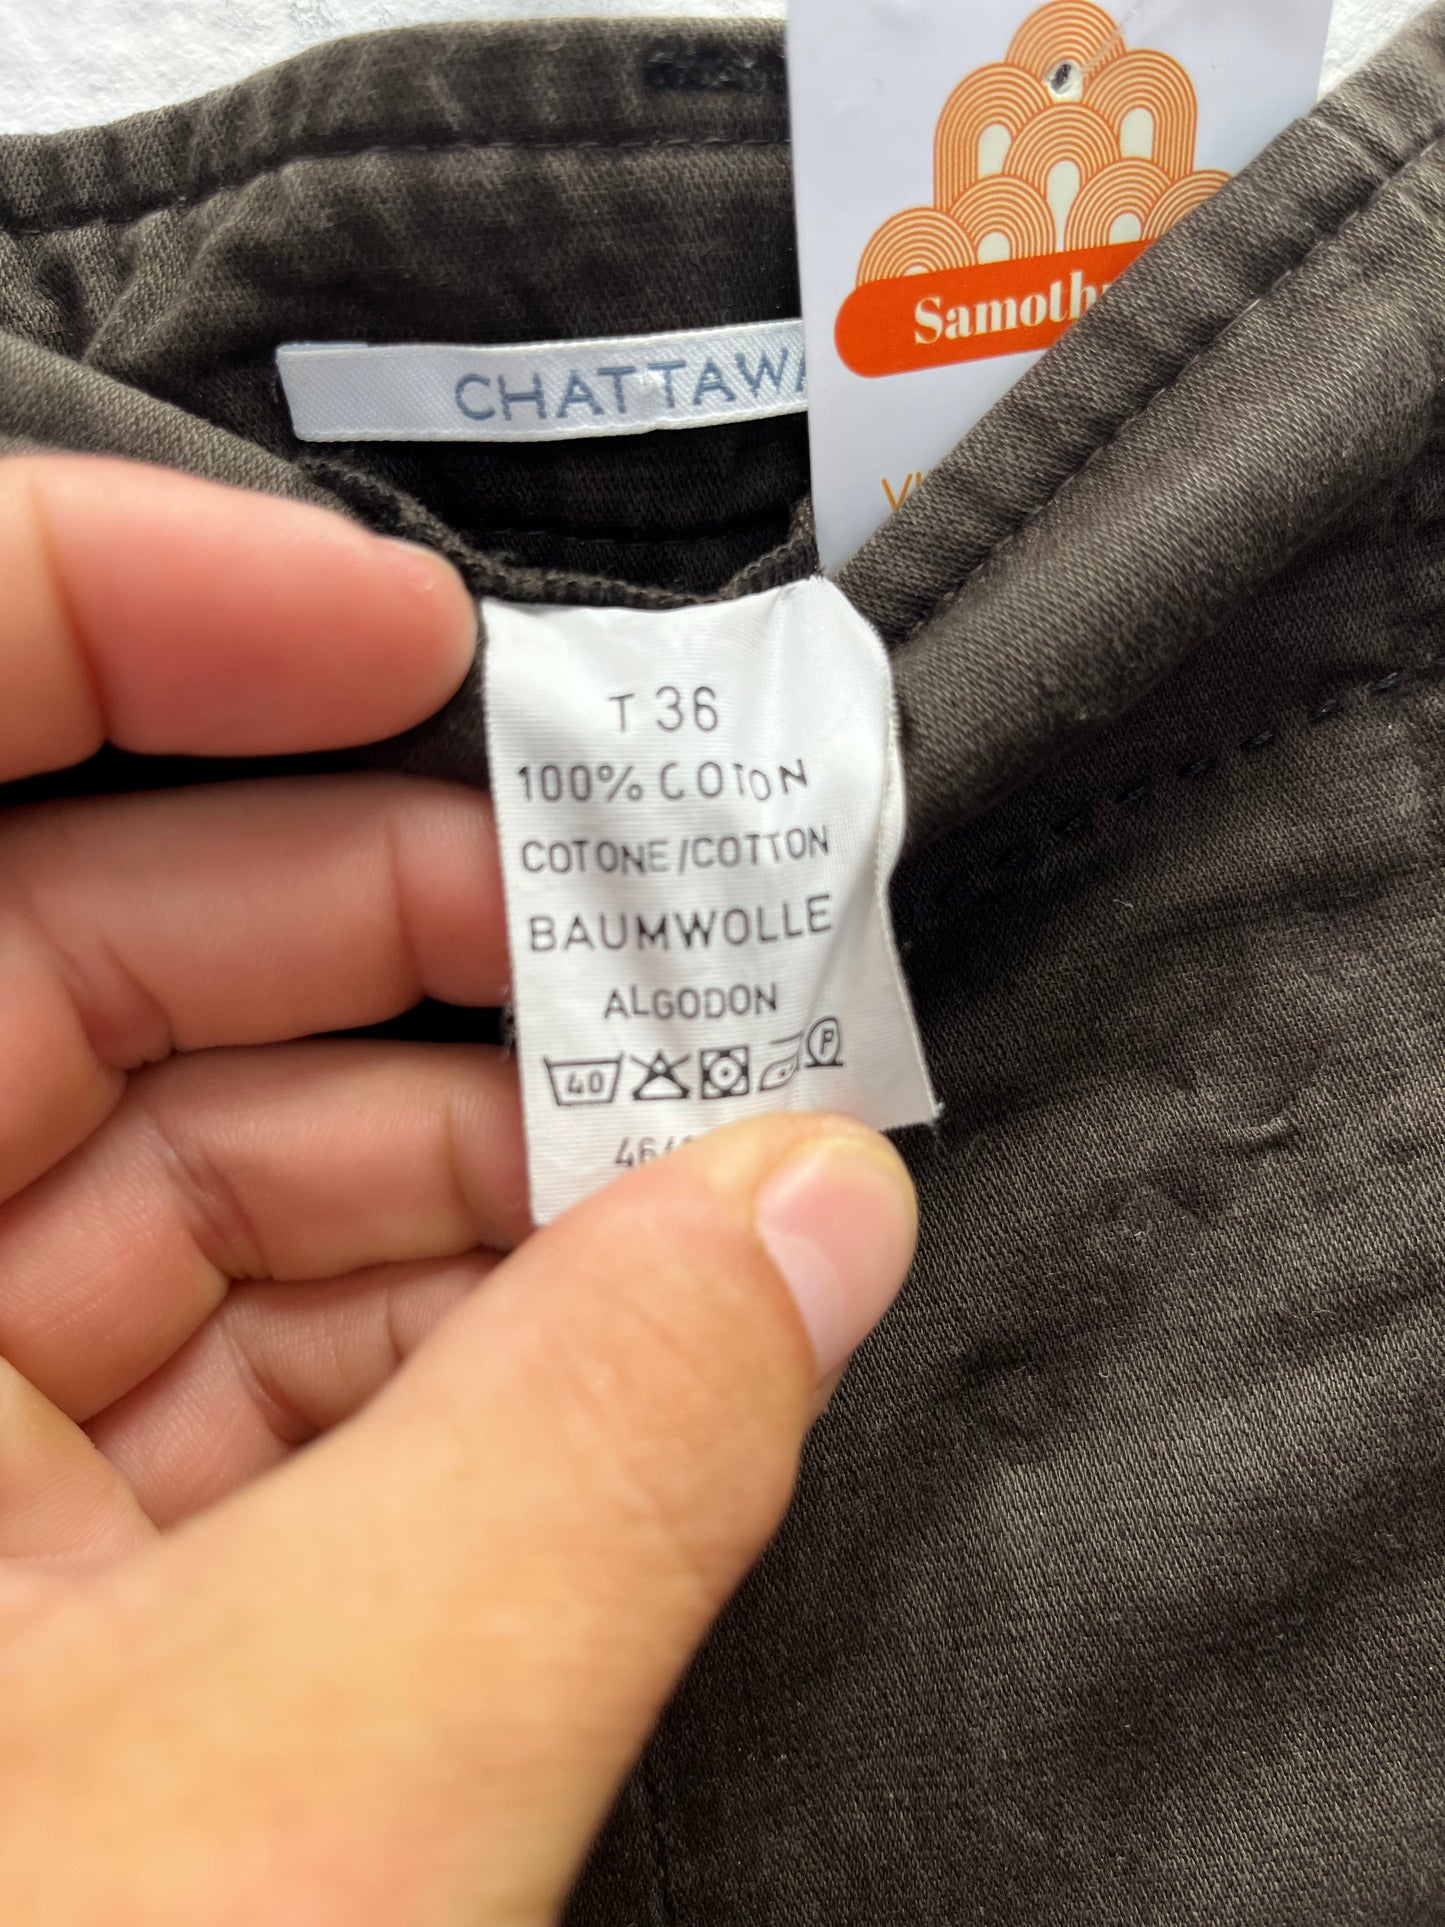 Samoth
CHATTAWA
T 36
100% COTON
COTONE/COTTON
BAUMWOLLE
ALGODON
40
P